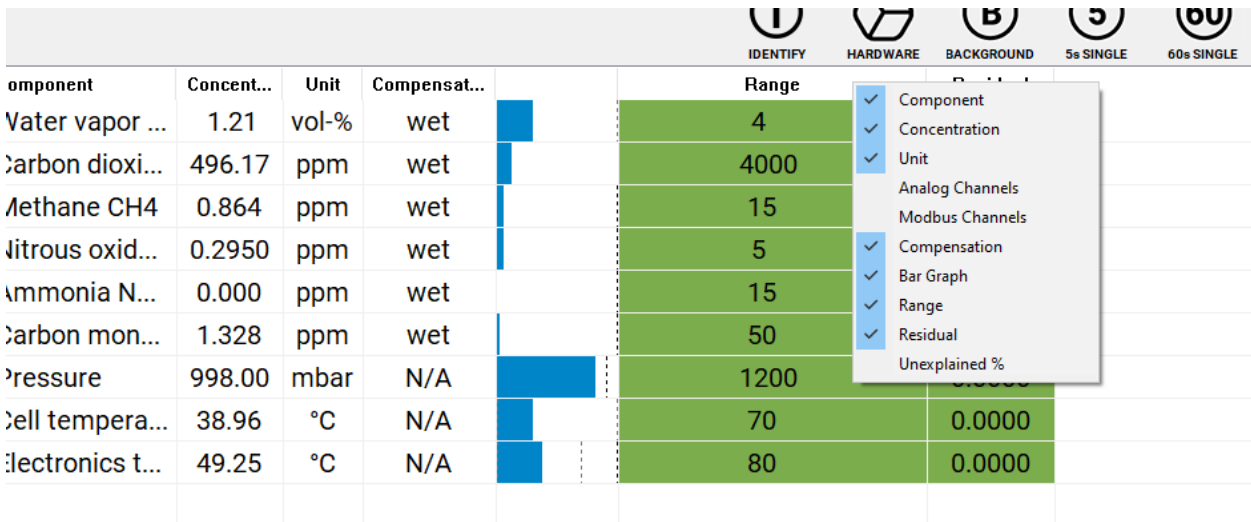 I B 5 60
IDENTIFY HARDWARE BACKGROUND 5s SINGLE 60s SINGLE
omponent Concent... Unit Compensat... Range
Water vapor ... 1.21 vol-% wet 4
Carbon dioxi... 496.17 ppm wet 4000
Methane CH4 0.864 ppm wet 15
Nitrous oxid... 0.2950 ppm wet 5
Ammonia N... 0.000 ppm wet 15
Carbon mon... 1.328 ppm wet 50
Pressure 998.00 mbar N/A 1200
Cell tempera... 38.96 °C N/A 70 0.0000
Electronics t... 49.25 °C N/A 80 0.0000
Component
Concentration
Unit
Analog Channels
Modbus Channels
Compensation
Bar Graph
Range
Residual
Unexplained %